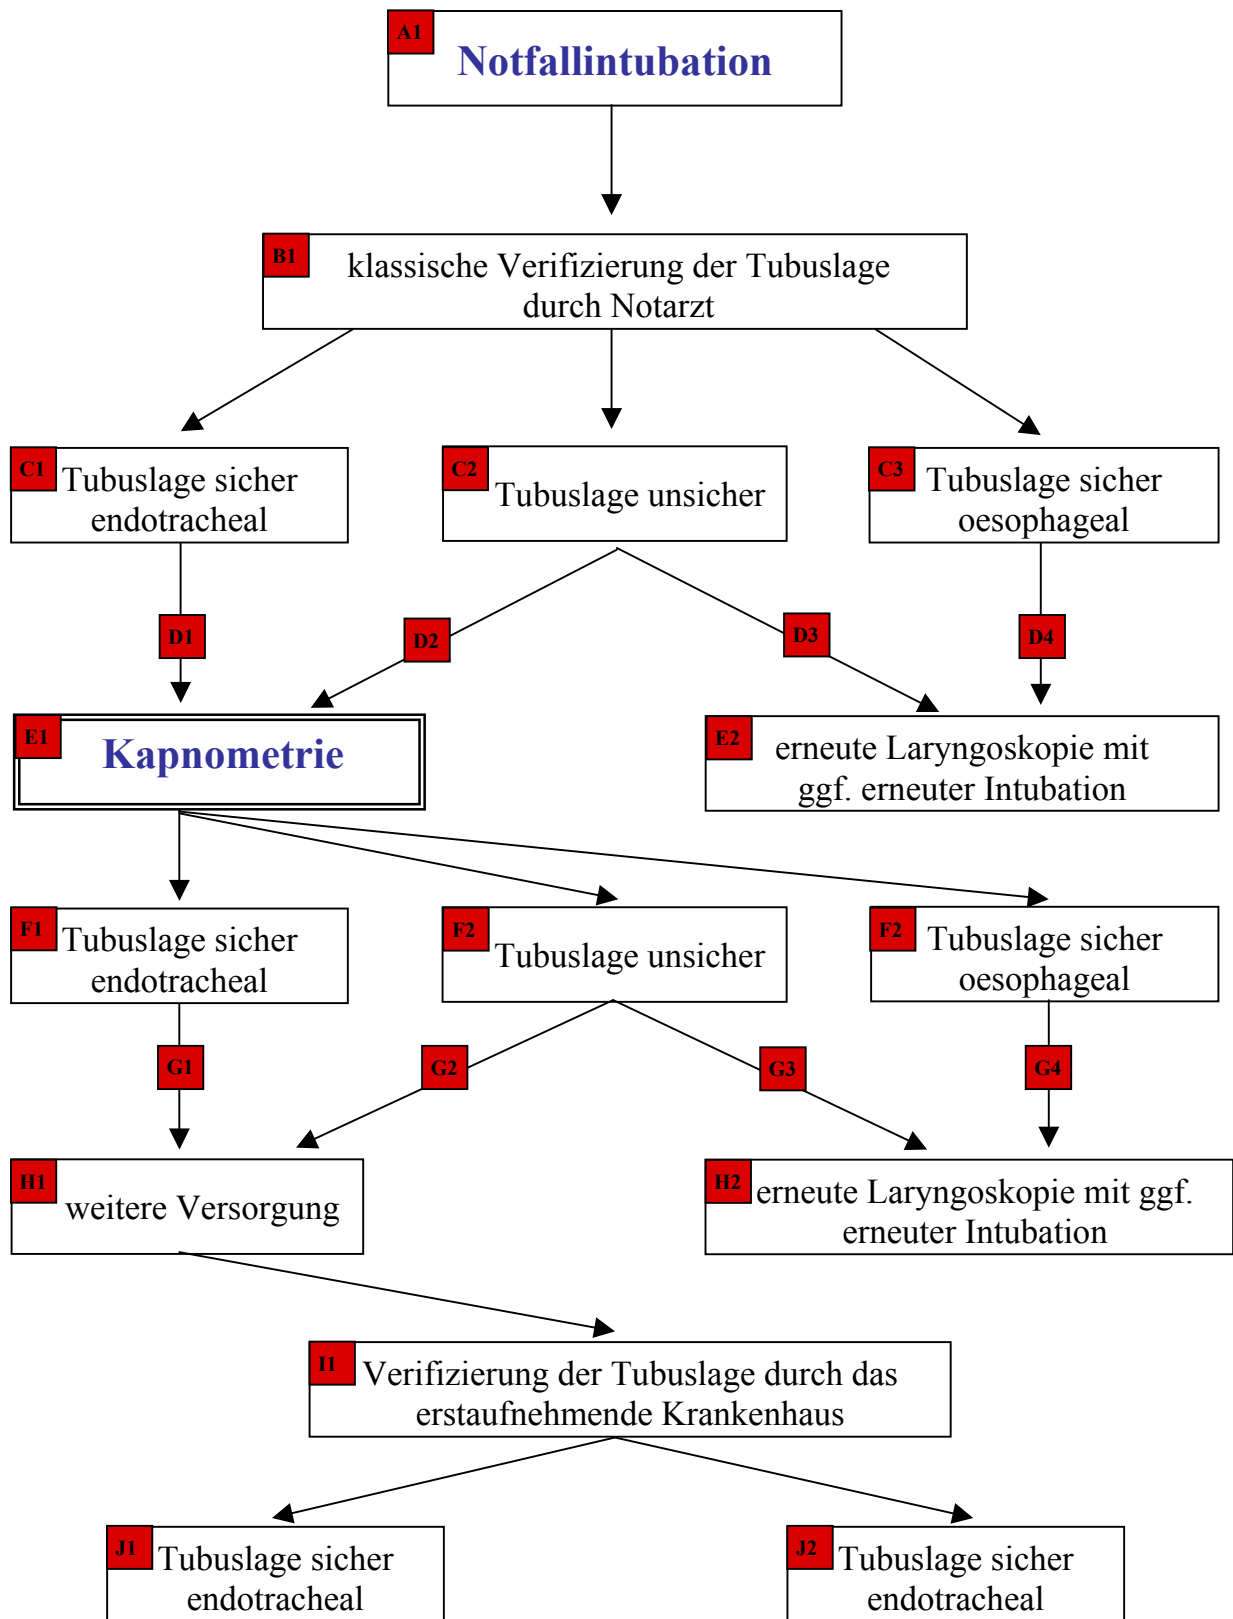 A1
Notfallintubation
B1
klassische Verifizierung der Tubuslage
durch Notarzt
C1
Tubuslage sicher
endotracheal
C2
Tubuslage unsicher
C3
Tubuslage sicher
oesophageal
D1
D2
D3
D4
E1
Kapnometrie
E2
erneute Laryngoskopie mit
ggf. erneuter Intubation
F1
Tubuslage sicher
endotracheal
F2
Tubuslage unsicher
F2
Tubuslage sicher
oesophageal
G1
G2
G3
G4
H1
weitere Versorgung
H2
erneute Laryngoskopie mit ggf.
erneuter Intubation
I1
Verifizierung der Tubuslage durch das
erstaufnehmende Krankenhaus
J1
Tubuslage sicher
endotracheal
J2
Tubuslage sicher
endotracheal